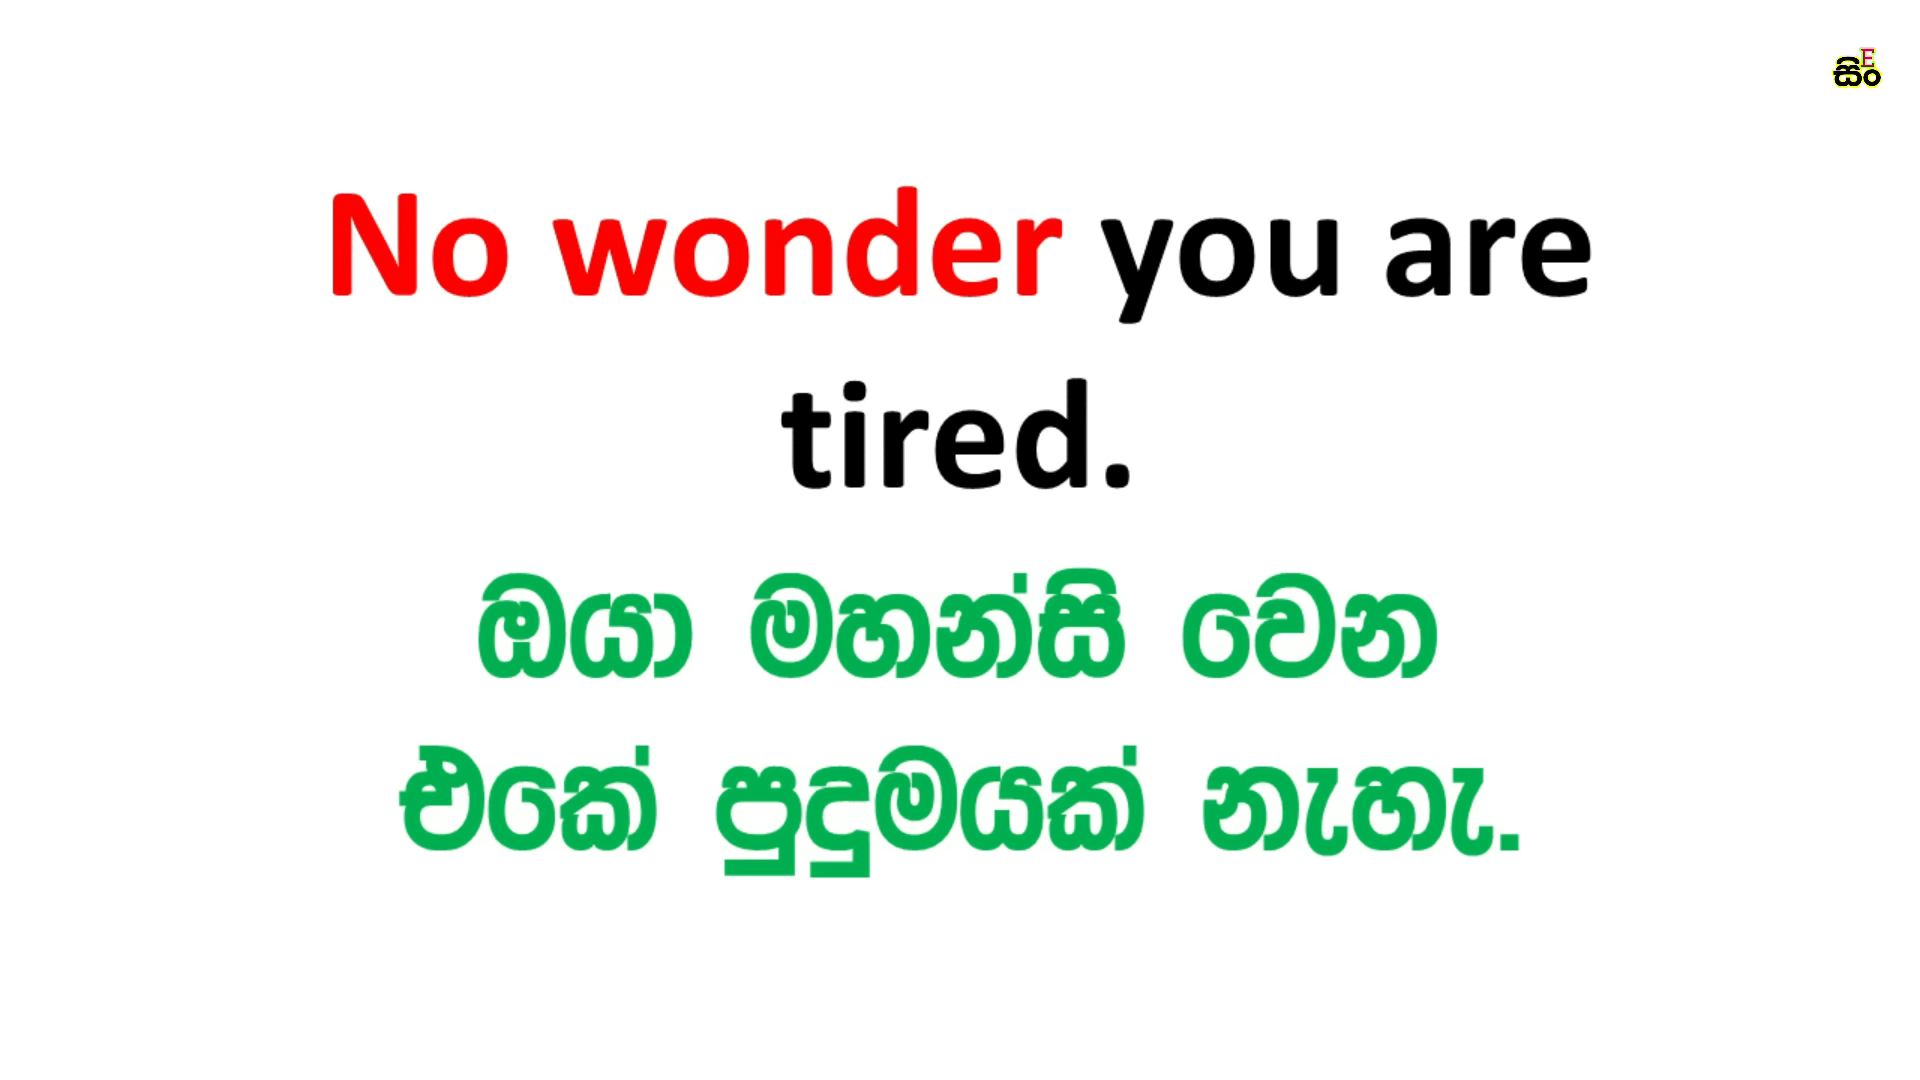 සිංE
No wonder you are
tired.
ඔයා මහන්සි වෙන
එකේ පුදුමයක් නැහැ.